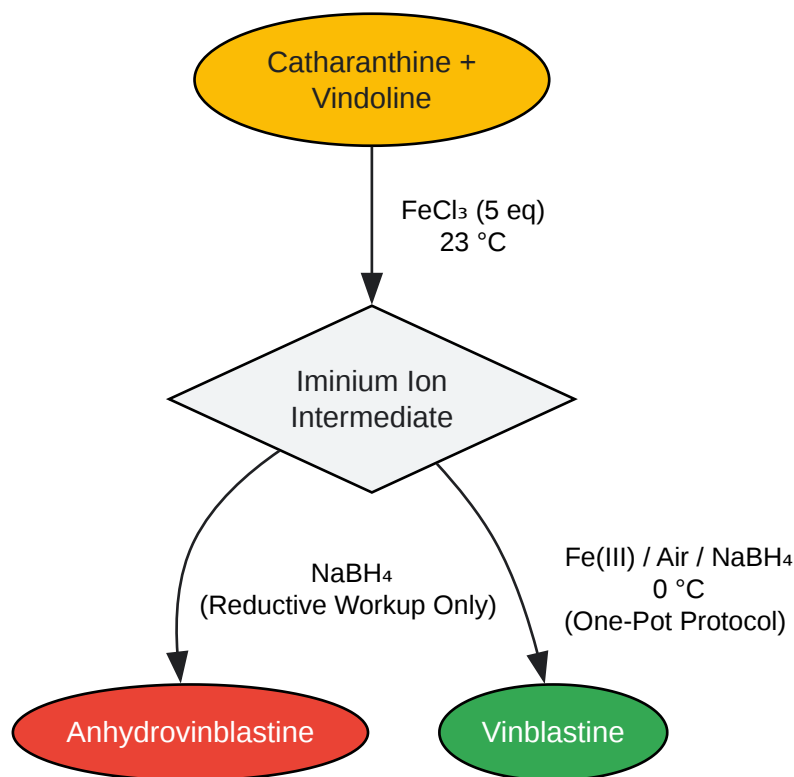 Catharanthine +
Vindoline
FeCl₃ (5 eq)
23 °C
Iminium Ion
Intermediate
NaBH₄
(Reductive Workup Only)
Fe(III) / Air / NaBH₄
0 °C
(One-Pot Protocol)
Anhydrovinblastine
Vinblastine